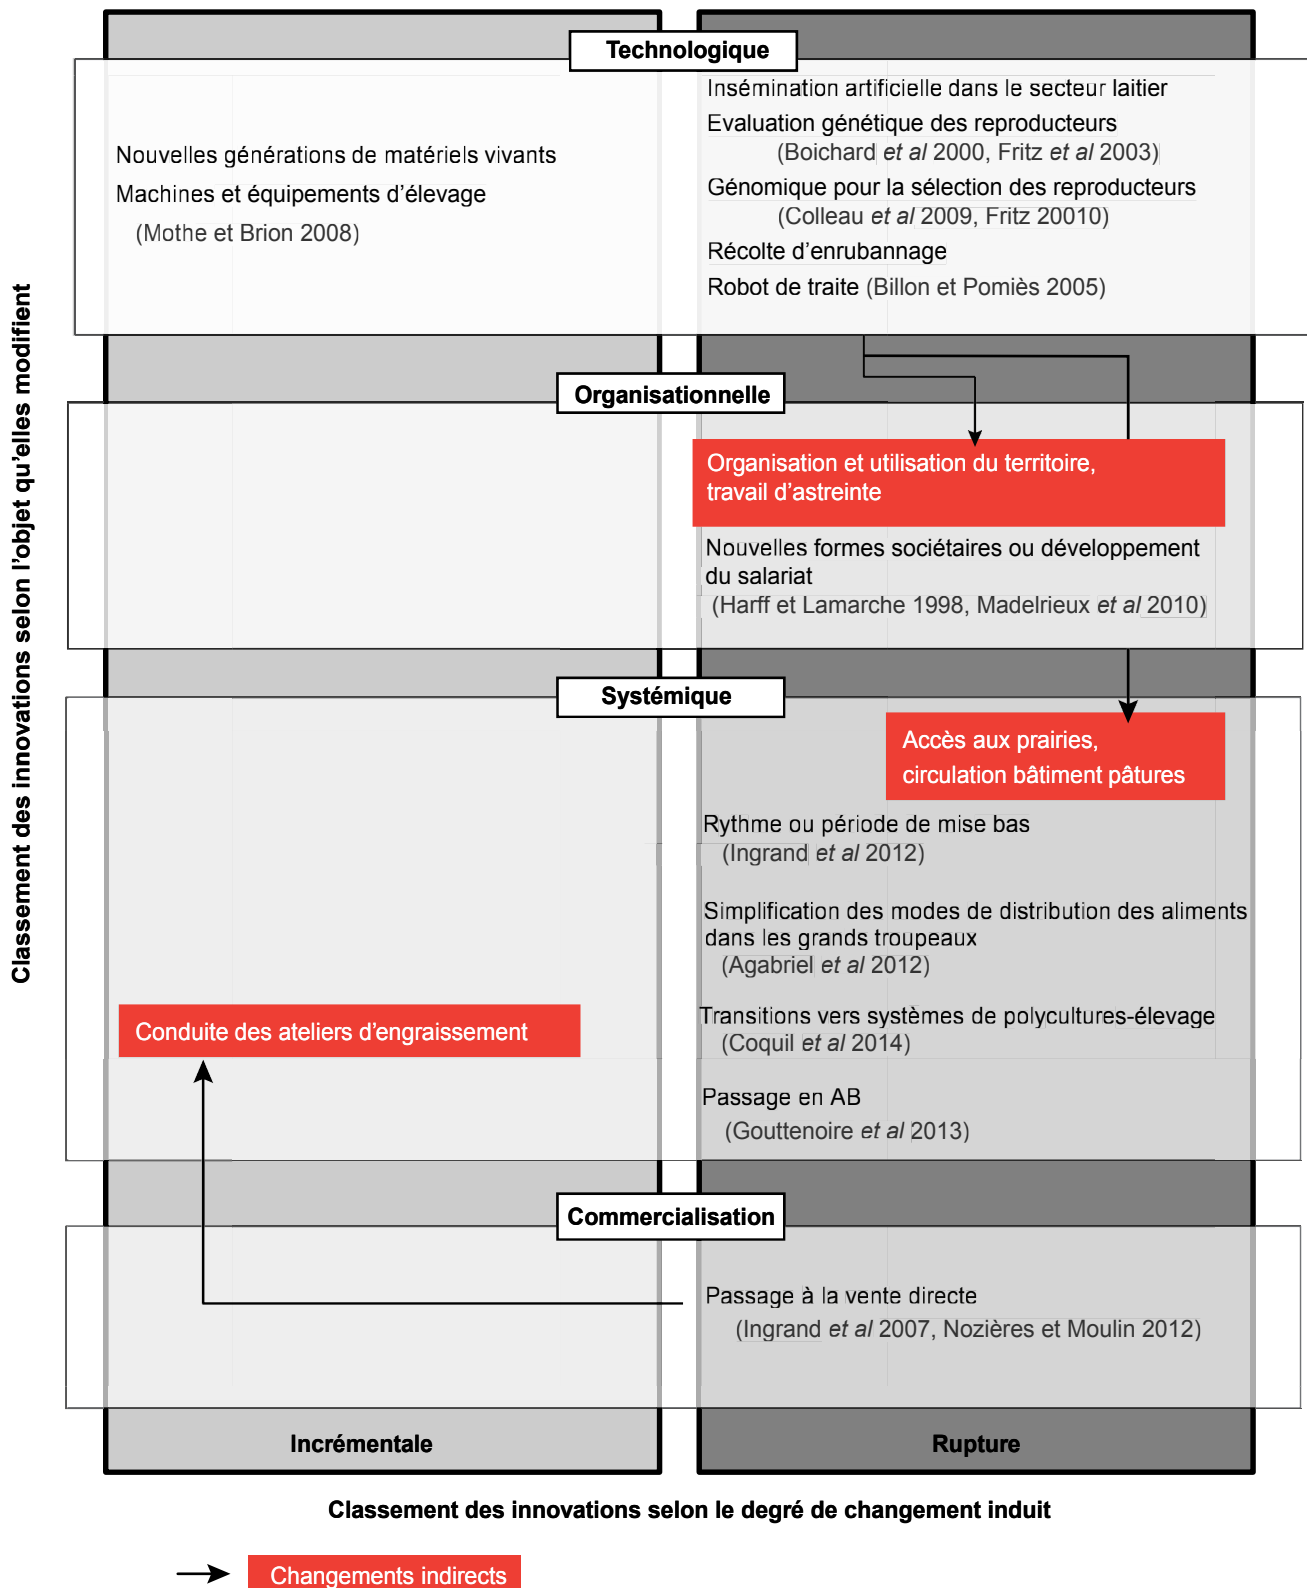 Classement des innovations selon l'objet qu'elles modifient
Technologique
Nouvelles générations de matériels vivants
Machines et équipements d'élevage
(Mothe et Brion 2008)
Insémination artificielle dans le secteur laitier
Evaluation génétique des reproducteurs
(Boichard et al 2000, Fritz et al 2003)
Génomique pour la sélection des reproducteurs
(Colleau et al 2009, Fritz 20010)
Récolte d'enrubannage
Robot de traite (Billon et Pomiès 2005)
Organisationnelle
Organisation et utilisation du territoire,
travail d'astreinte
Nouvelles formes sociétaires ou développement
du salariat
(Harff et Lamarche 1998, Madelrieux et al 2010)
Systémique
Accès aux prairies,
circulation bâtiment pâtures
Rythme ou période de mise bas
(Ingrand et al 2012)
Simplification des modes de distribution des aliments
dans les grands troupeaux
(Agabriel et al 2012)
Conduite des ateliers d'engraissement
Transitions vers systèmes de polycultures-élevage
(Coquil et al 2014)
Passage en AB
(Gouttenoire et al 2013)
Commercialisation
Passage à la vente directe
(Ingrand et al 2007, Nozières et Moulin 2012)
Incrémentale
Rupture
Classement des innovations selon le degré de changement induit
Changements indirects